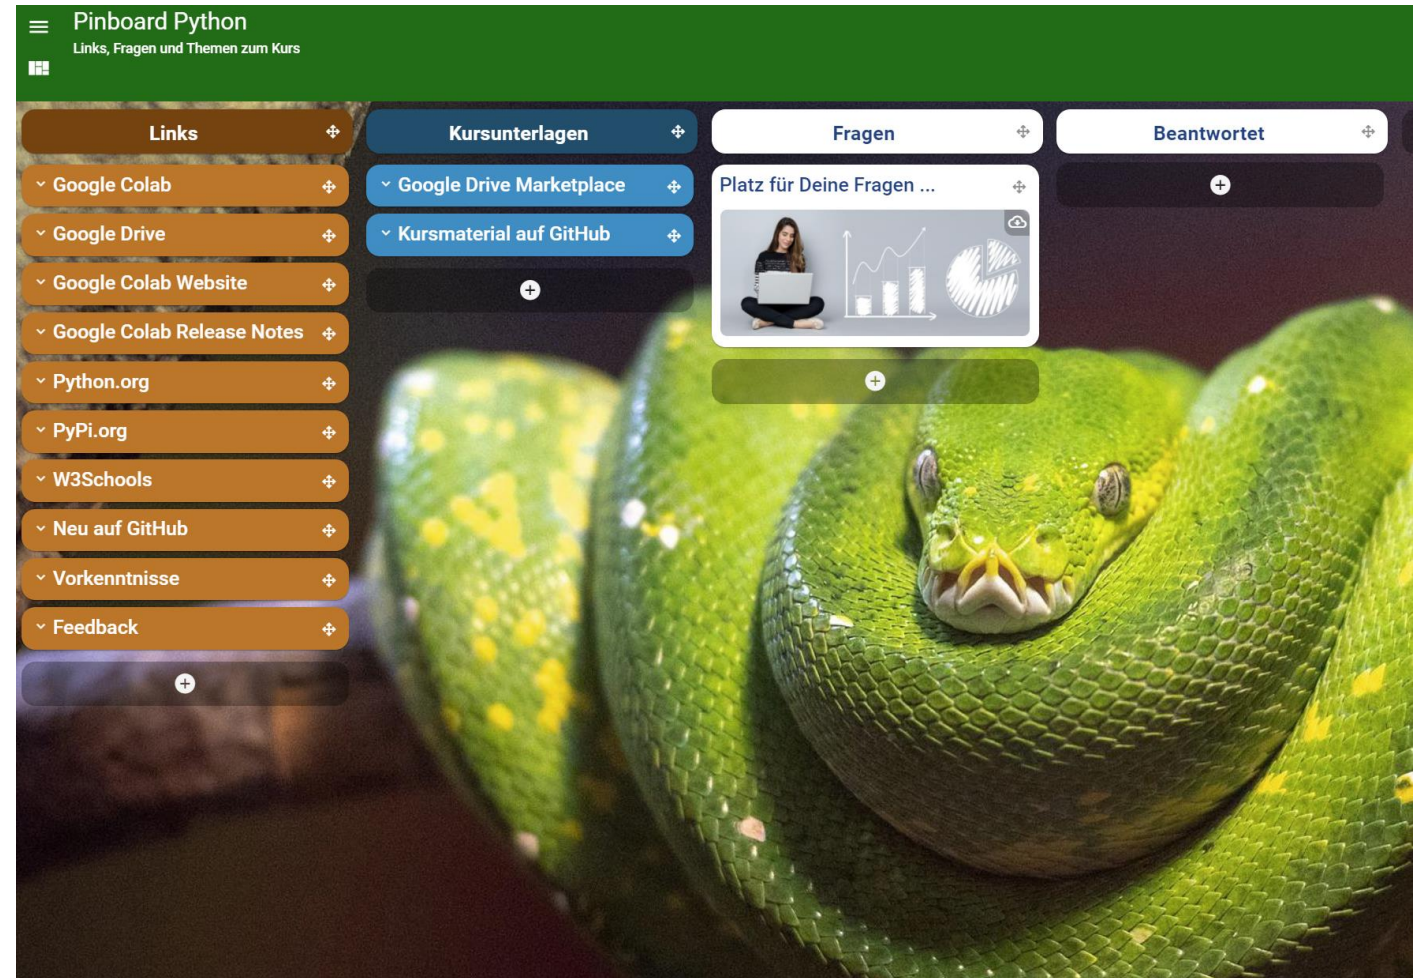 Pinboard Python
Links, Fragen und Themen zum Kurs
Links
Google Colab
Google Drive
Google Colab Website
Google Colab Release Notes
Python.org
PyPi.org
W3Schools
Neu auf GitHub
Vorkenntnisse
Feedback
Kursunterlagen
Google Drive Marketplace
Kursmaterial auf GitHub
Fragen
Platz für Deine Fragen ...
Beantwortet